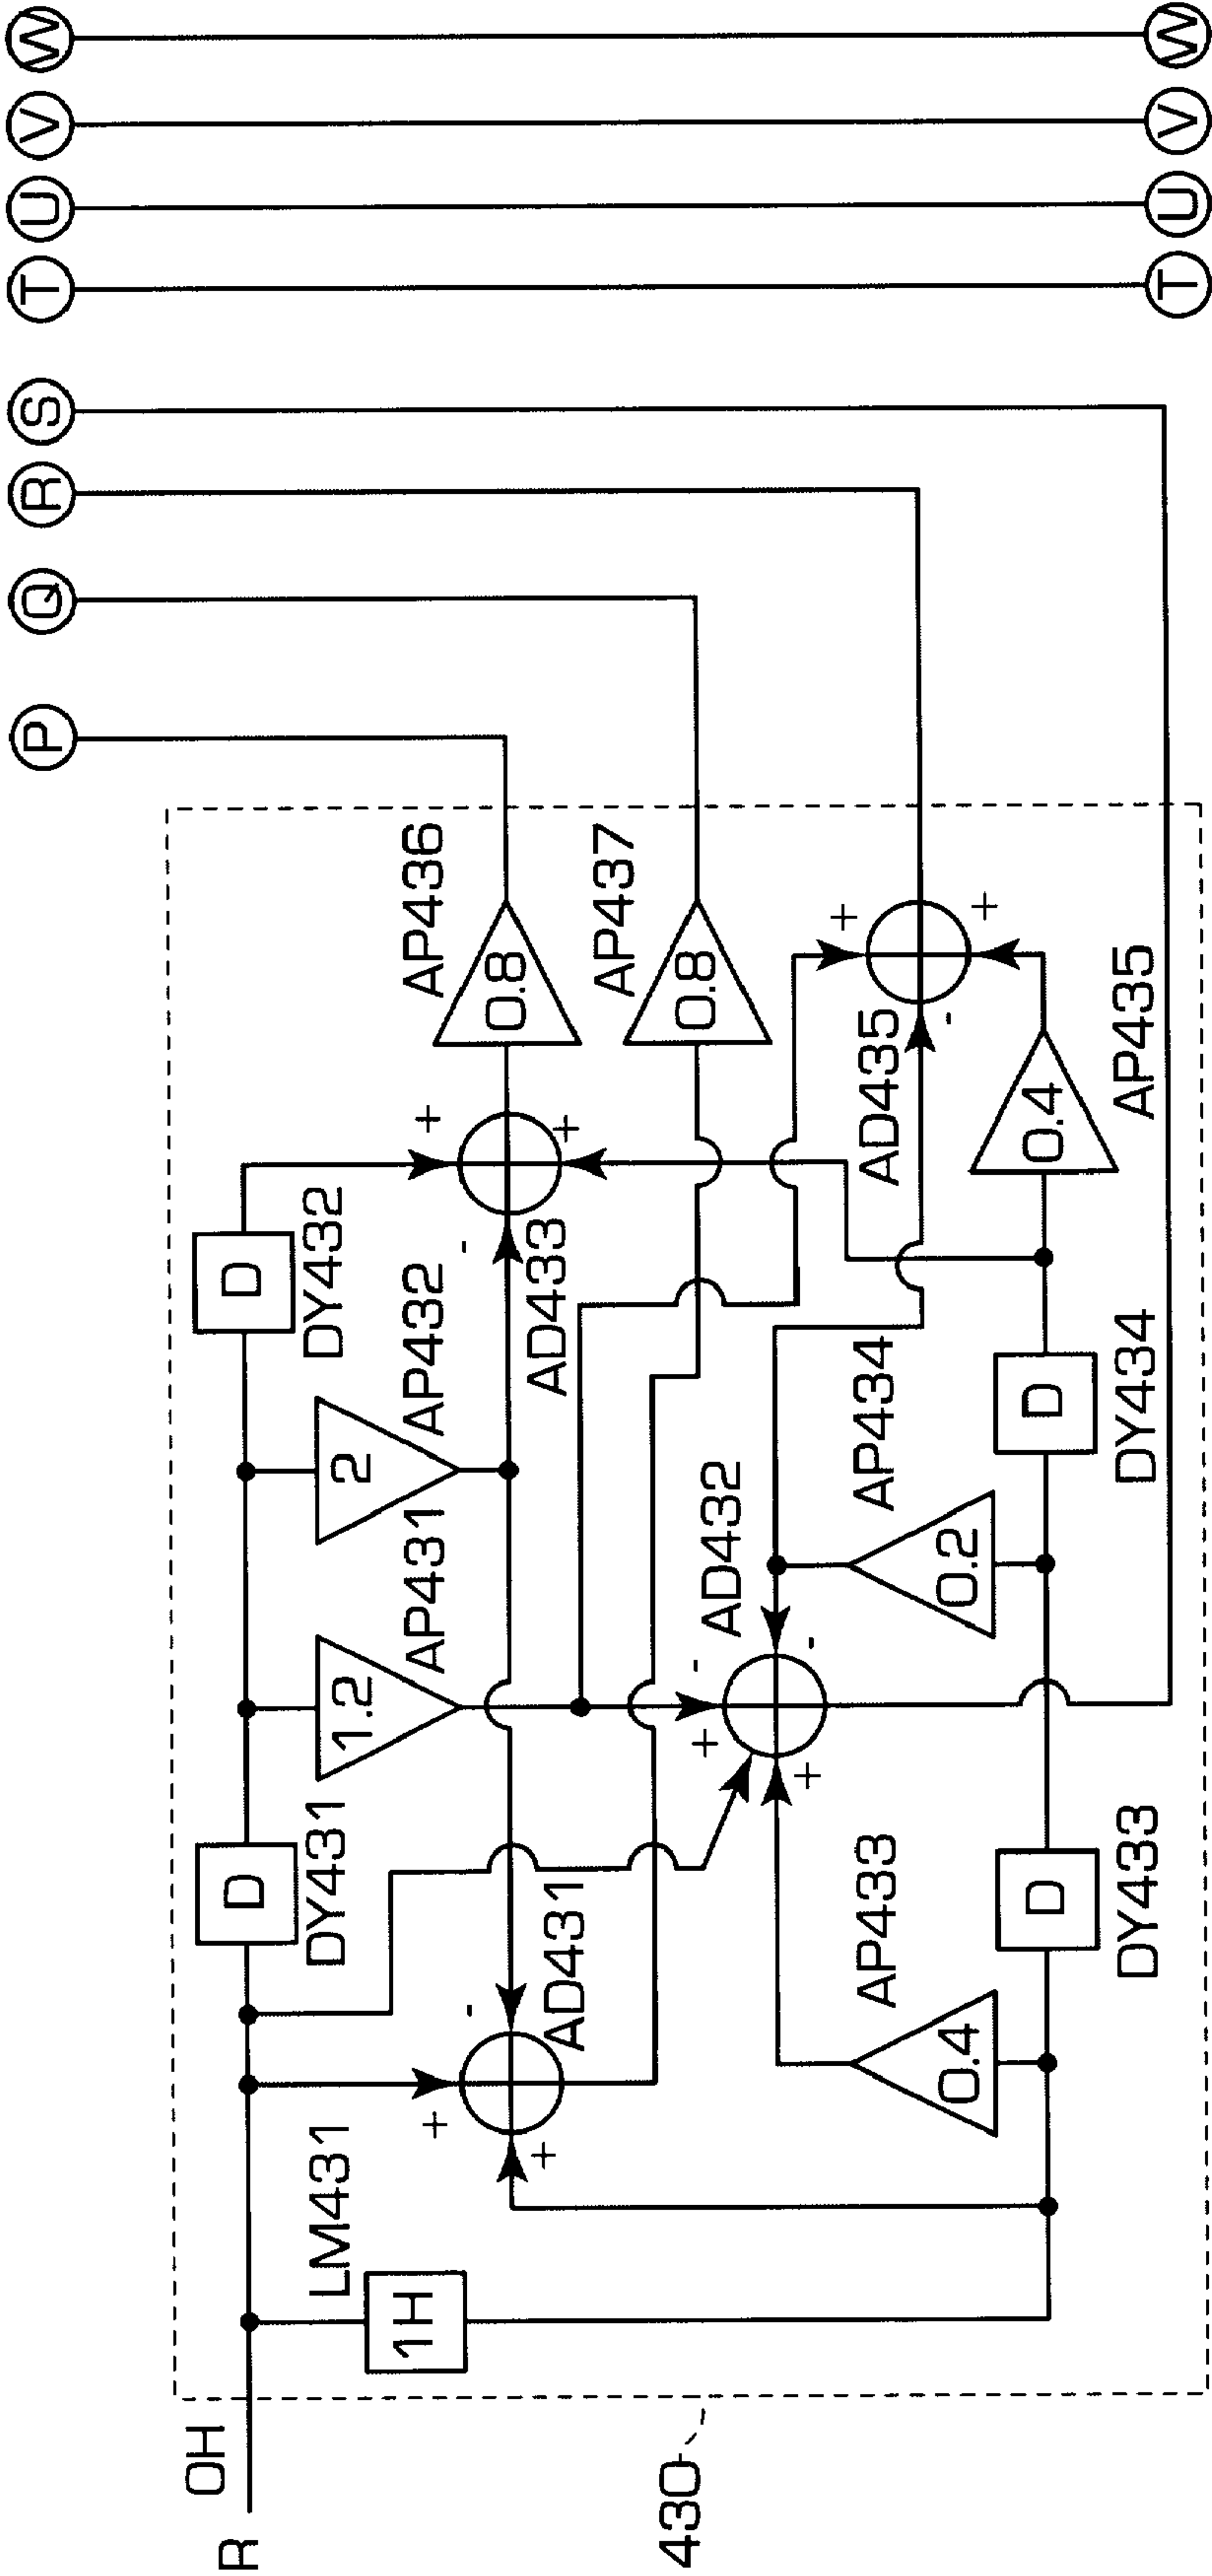 W V U T S R Q P
AP436
0.8
AP437
0.8
+
+
-
D
DY432
AD433
AP432
2
AP431
1.2
D
DY431
+
+
-
AD435
AP435
0.4
D
DY434
AP434
0.2
AD432
-
-
+
+
DY433
D
AP433
0.4
AD431
-
+
+
LM431
1H
0H
R
430
W V U T